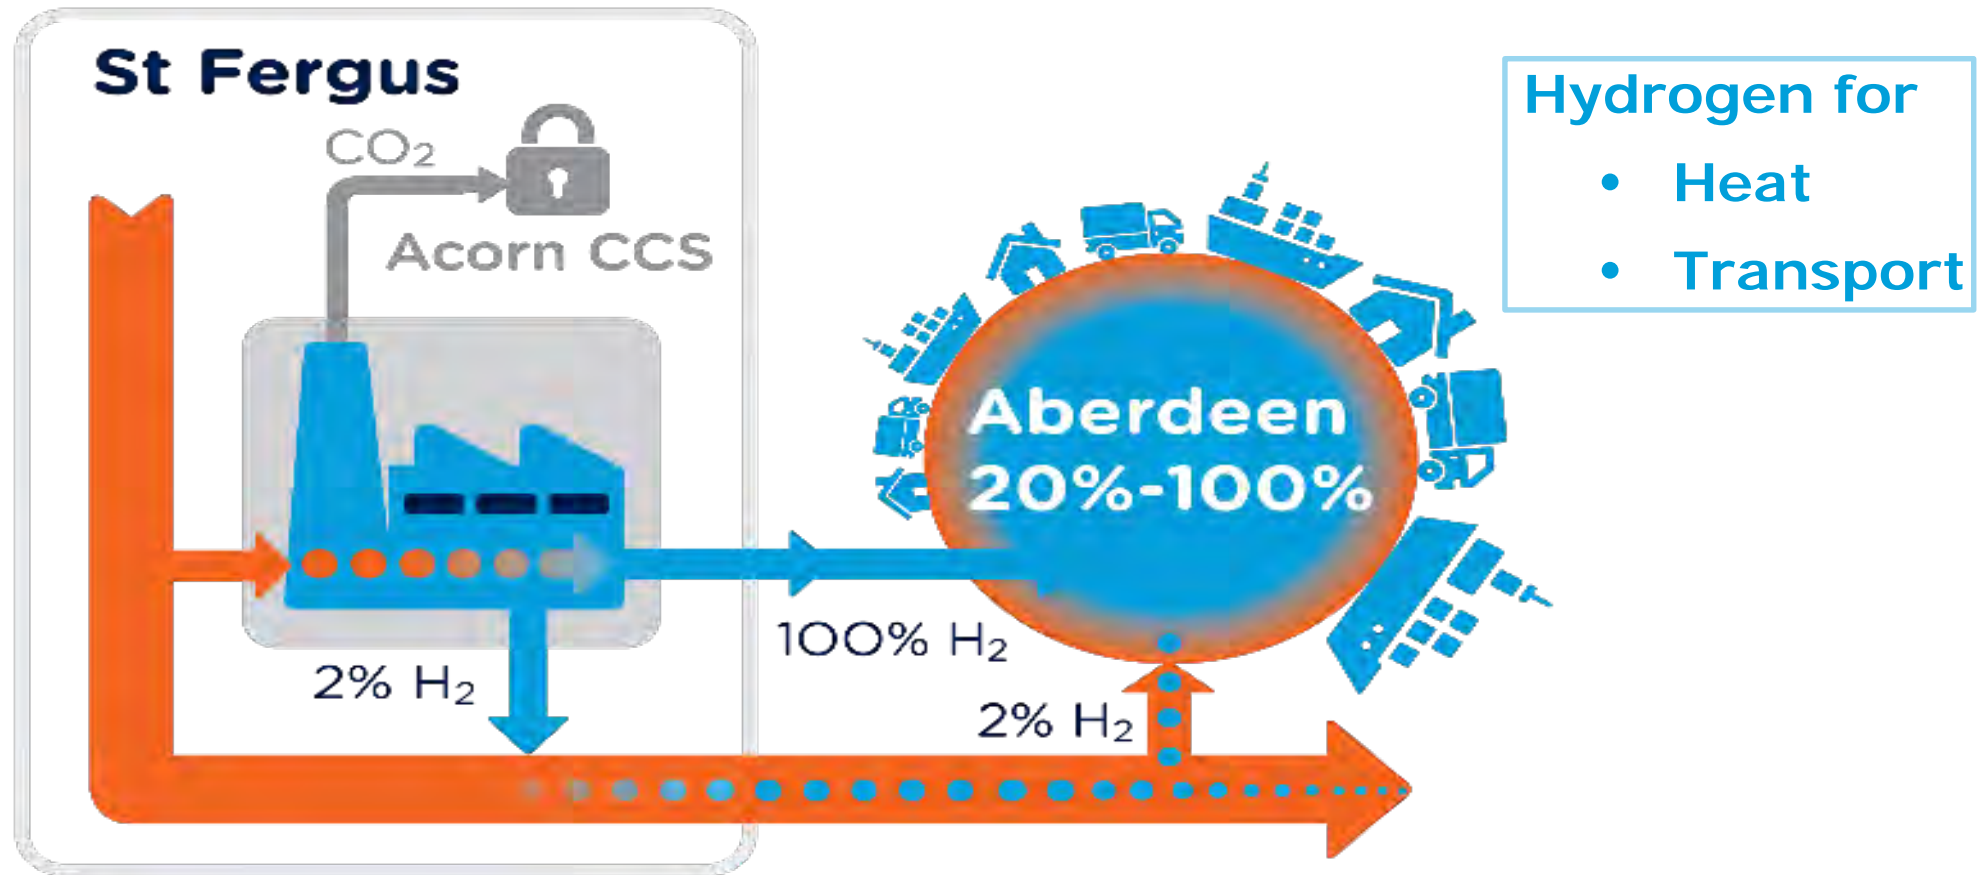 St Fergus
CO₂
Acorn CCS
2% H₂
100% H₂
2% H₂
Aberdeen
20%-100%
Hydrogen for
• Heat
• Transport